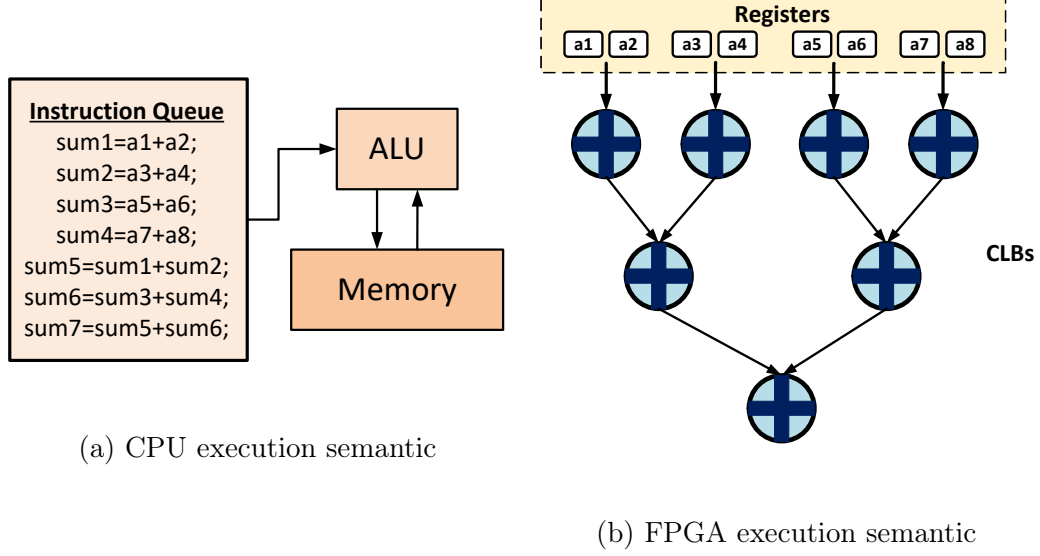 Instruction Queue
sum1=a1+a2;
sum2=a3+a4;
sum3=a5+a6;
sum4=a7+a8;
sum5=sum1+sum2;
sum6=sum3+sum4;
sum7=sum5+sum6;
ALU
Memory
(a) CPU execution semantic
Registers
a1 a2 a3 a4 a5 a6 a7 a8
CLBs
(b) FPGA execution semantic